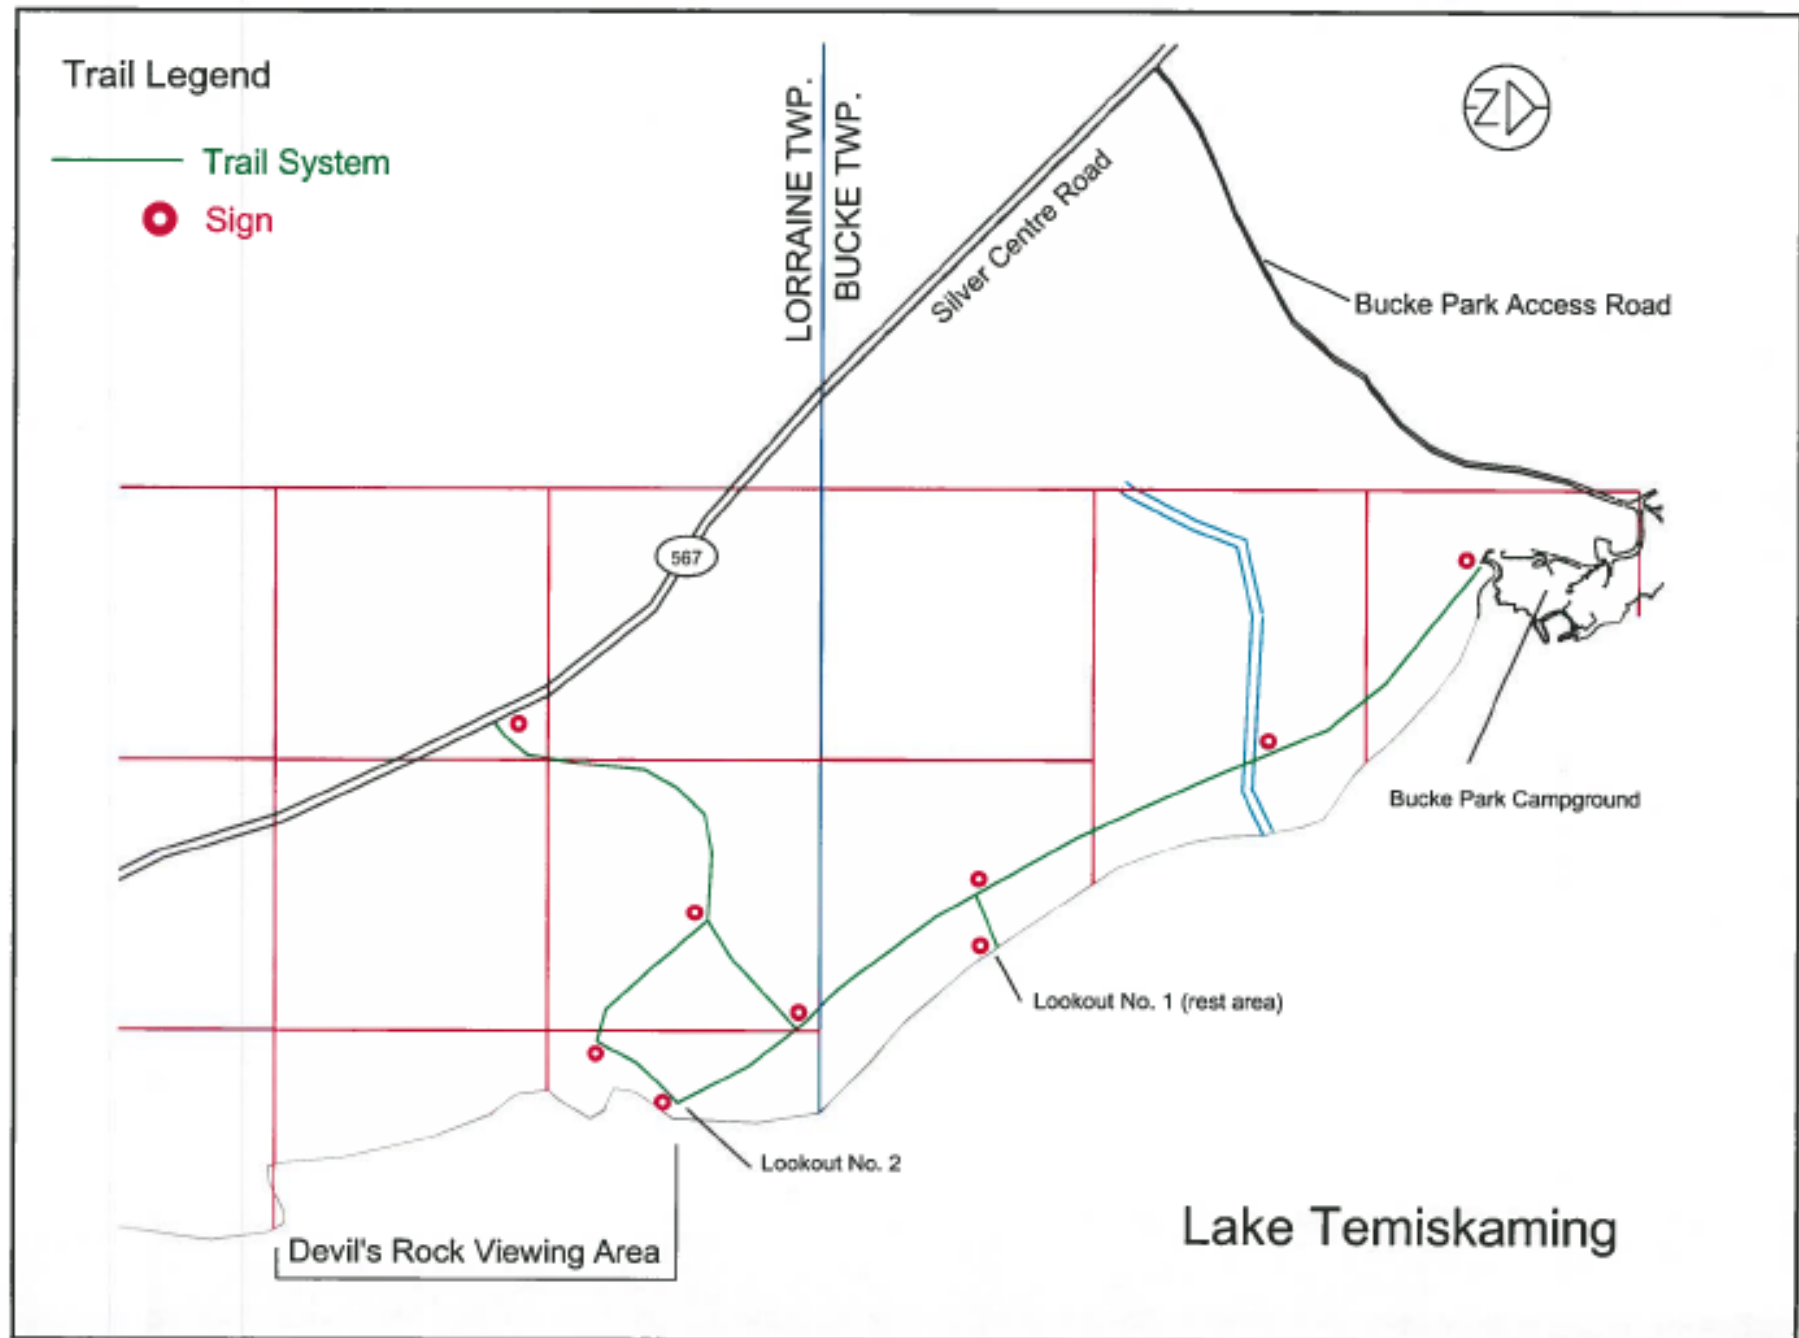 Trail Legend
Trail System
Sign
LORRAINE TWP.
BUCKE TWP.
Silver Centre Road
Z
Bucke Park Access Road
567
Bucke Park Campground
Lookout No. 1 (rest area)
Lookout No. 2
Devil's Rock Viewing Area
Lake Temiskaming